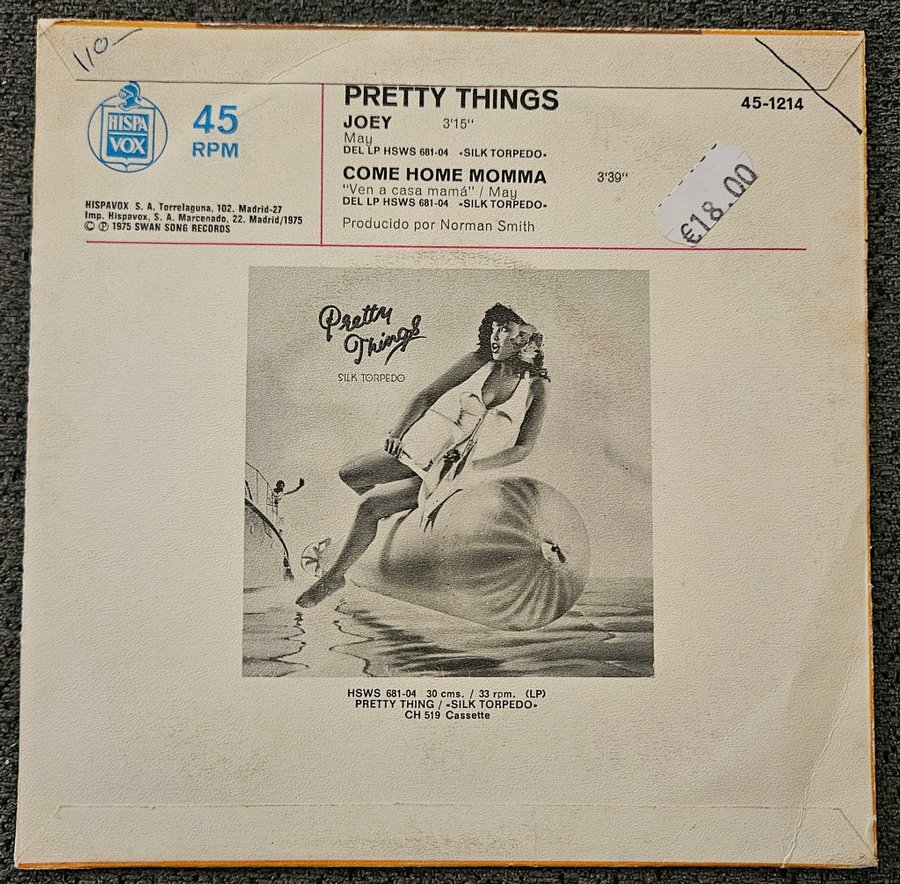 110-
HISPA
VOX
45
RPM
HISPAVOX S. A. Torrelaguna, 102. Madrid-27
Imp. Hispavox, S. A. Marcenado, 22. Madrid/1975
© ℗ 1975 SWAN SONG RECORDS
PRETTY THINGS
45-1214
JOEY 3'15"
May
DEL LP HSWS 681-04 «SILK TORPEDO»
COME HOME MOMMA 3'39"
"Ven a casa mamá" / May
DEL LP HSWS 681-04 «SILK TORPEDO»
Producido por Norman Smith
€18.00
Pretty
Things
SILK TORPEDO
HSWS 681-04 30 cms. / 33 rpm. (LP)
PRETTY THING / «SILK TORPEDO»
CH 519 Cassette